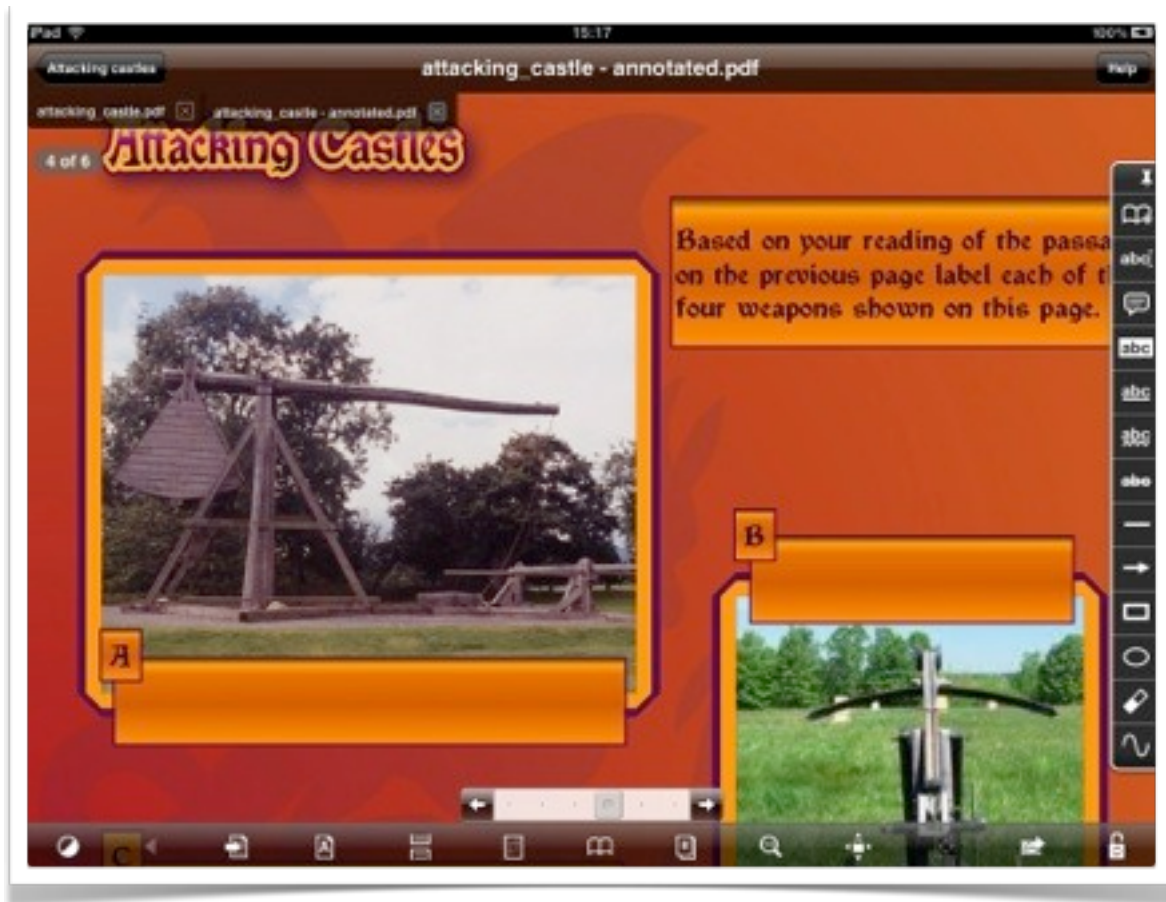 iPad 15:17 100%
Attacking castles attacking_castle - annotated.pdf Help
attacking_castle.pdf attacking_castle - annotated.pdf
4 of 6 Attacking Castles
Based on your reading of the passa
on the previous page label each of t
four weapons shown on this page.
abc
abc
abc
abc
abc
B
A
C